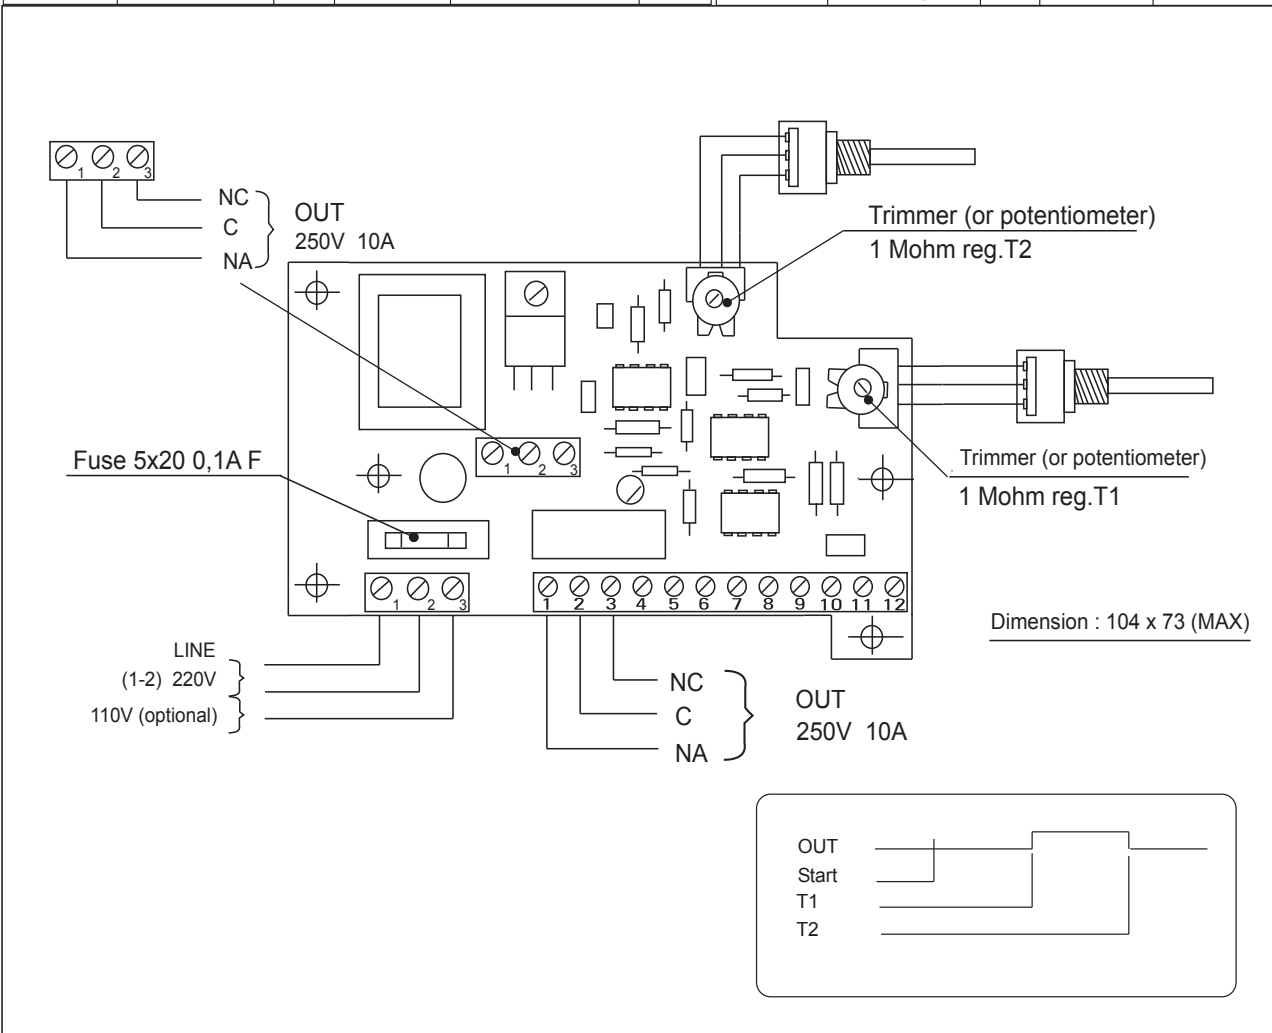 1 2 3
NC
C
NA
OUT
250V 10A
Trimmer (or potentiometer)
1 Mohm reg.T2
1 2 3
Fuse 5x20 0,1A F
Trimmer (or potentiometer)
1 Mohm reg.T1
1 2 3
1 2 3 4 5 6 7 8 9 10 11 12
Dimension : 104 x 73 (MAX)
LINE
(1-2) 220V
110V (optional)
NC
C
NA
OUT
250V 10A
OUT
Start
T1
T2